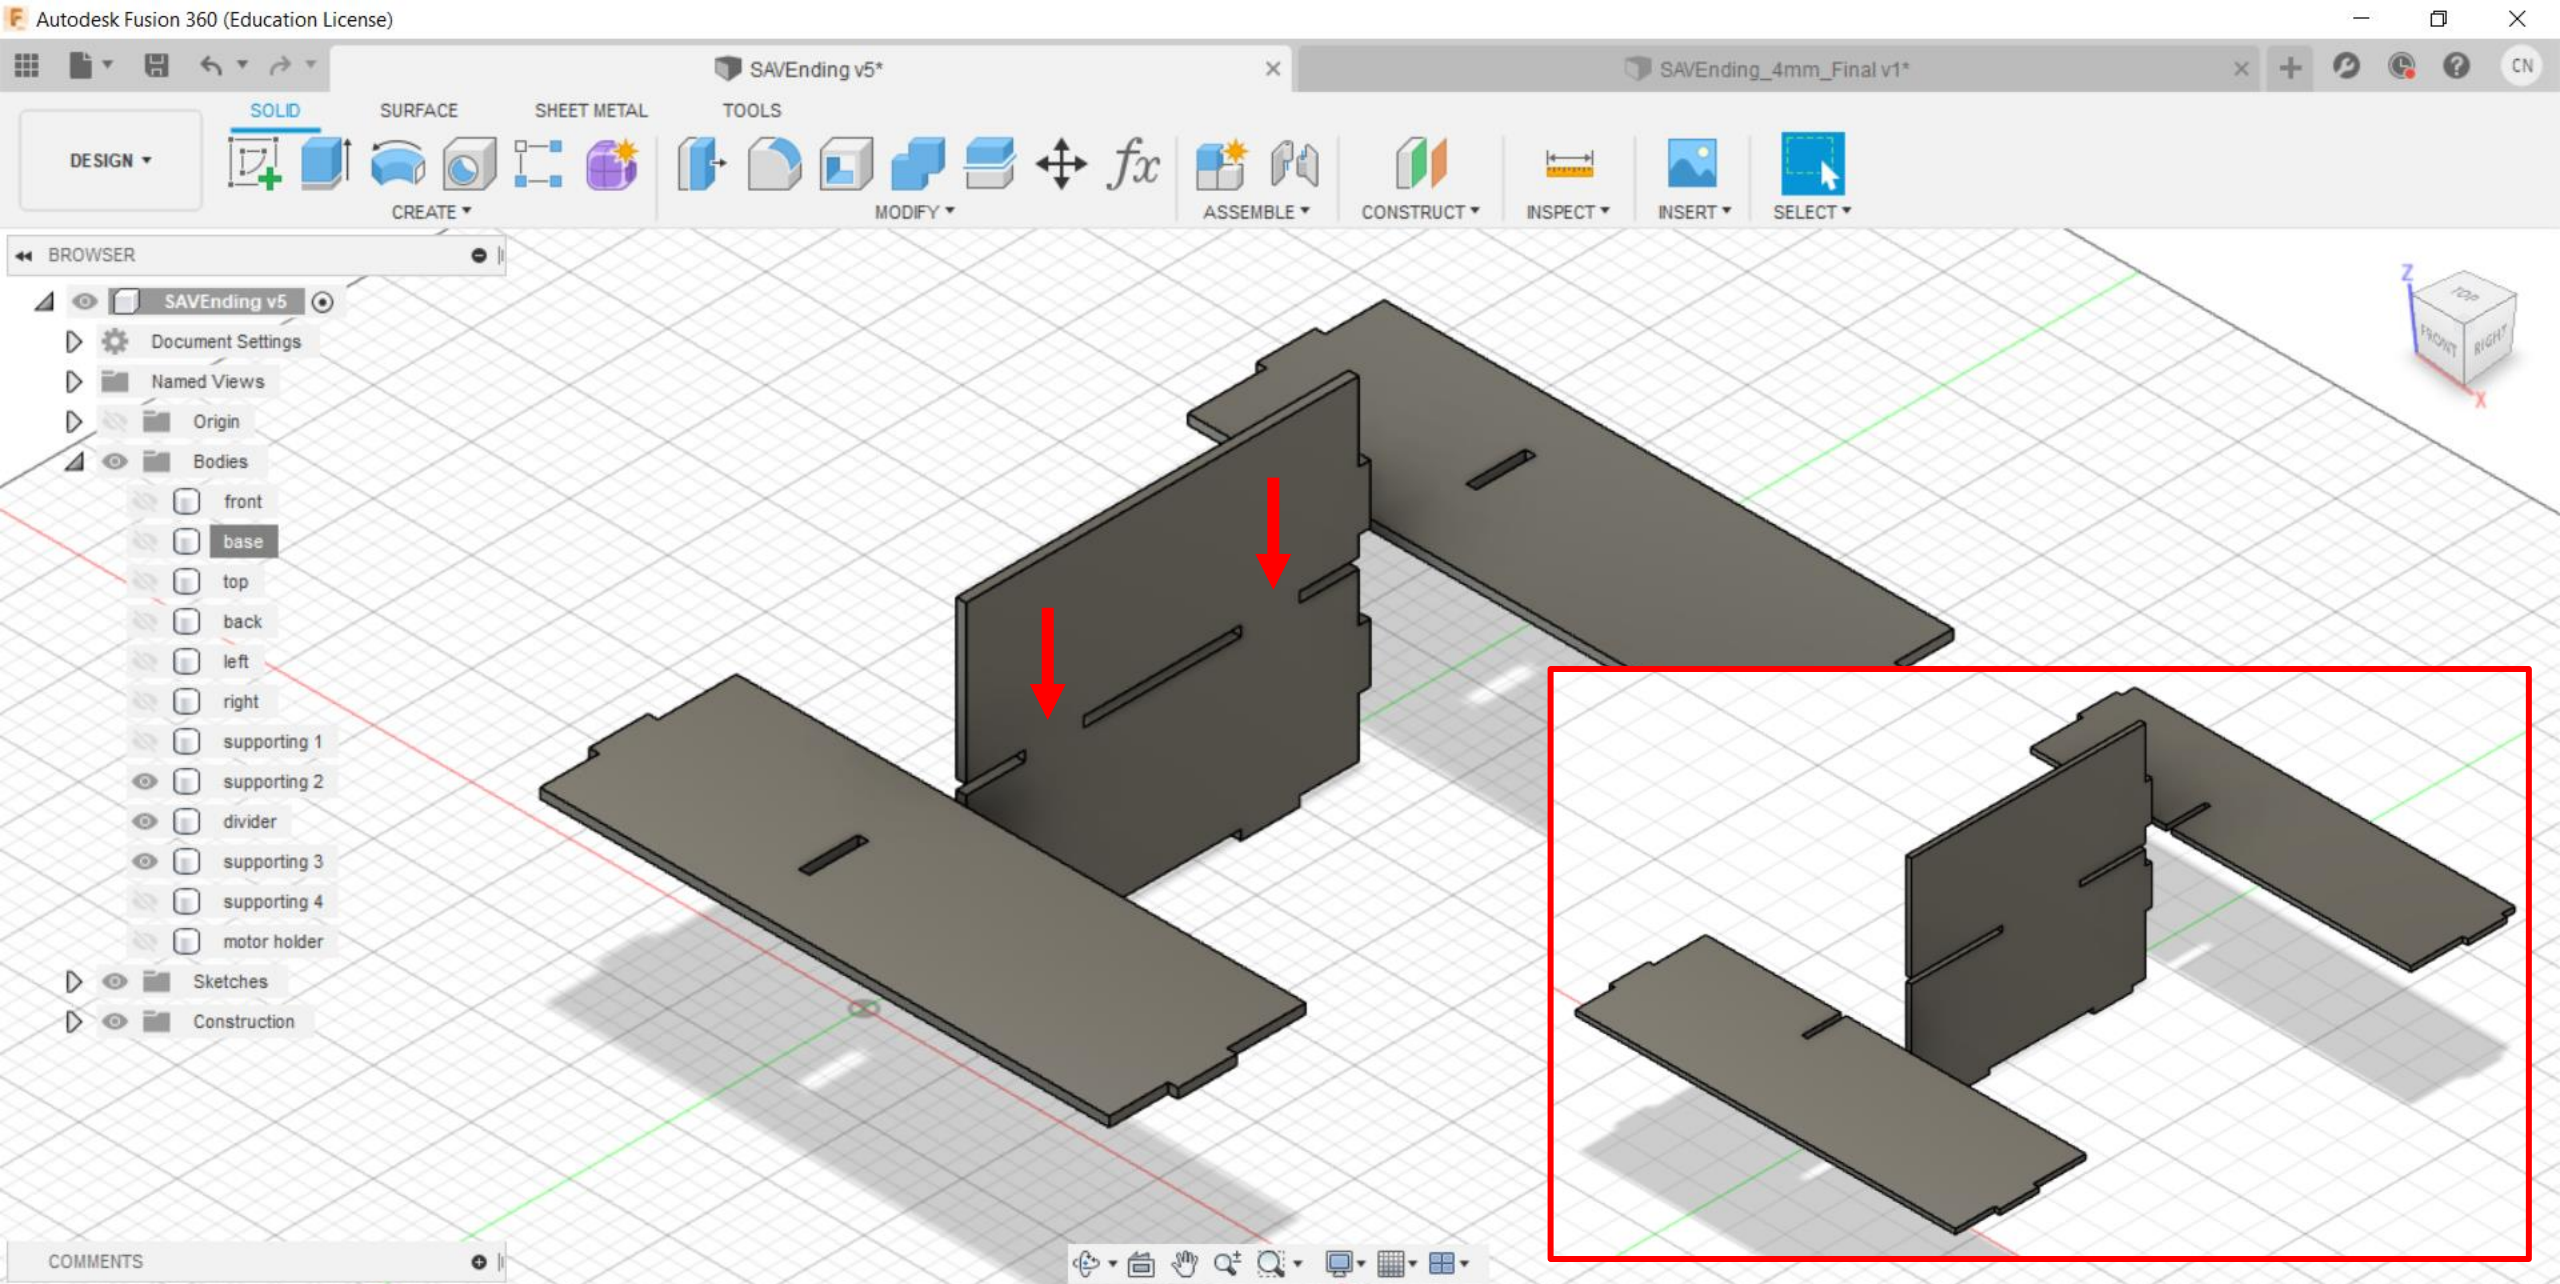 Autodesk Fusion 360 (Education License)
SAVEnding v5*
SAVEnding_4mm_Final v1*
CN
SOLID
SURFACE
SHEET METAL
TOOLS
DESIGN
CREATE
MODIFY
ASSEMBLE
CONSTRUCT
INSPECT
INSERT
SELECT
BROWSER
SAVEnding v5
Document Settings
Named Views
Origin
Bodies
front
base
top
back
left
right
supporting 1
supporting 2
divider
supporting 3
supporting 4
motor holder
Sketches
Construction
Z
TOP
FRONT
RIGHT
X
COMMENTS